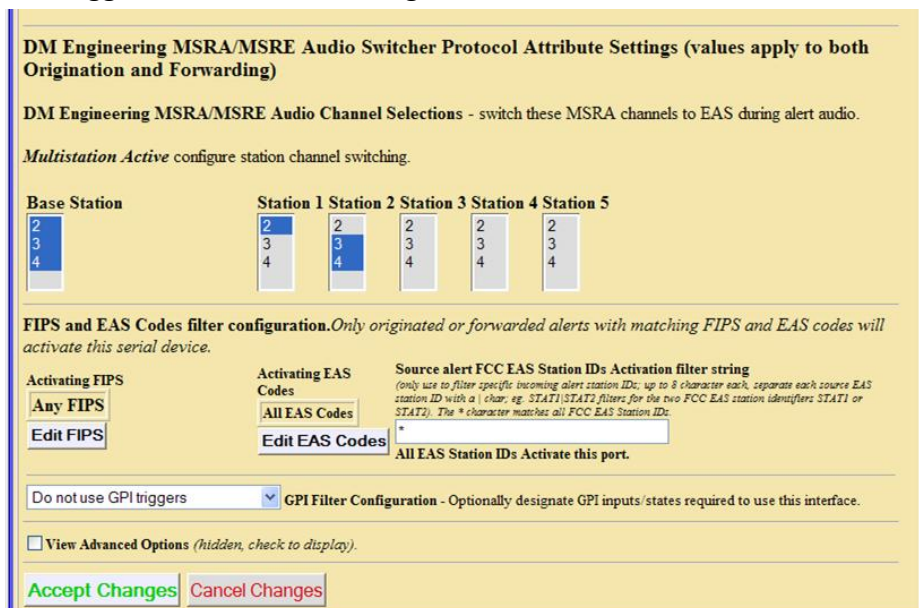 DM Engineering MSRA/MSRE Audio Switcher Protocol Attribute Settings (values apply to both
Origination and Forwarding)
DM Engineering MSRA/MSRE Audio Channel Selections - switch these MSRA channels to EAS during alert audio.
Multistation Active configure station channel switching.
Base Station Station 1 Station 2 Station 3 Station 4 Station 5
2 2 2 2 2 2
3 3 3 3 3 3
4 4 4 4 4 4
FIPS and EAS Codes filter configuration.Only originated or forwarded alerts with matching FIPS and EAS codes will
activate this serial device.
Activating FIPS
Any FIPS
Edit FIPS
Activating EAS
Codes
All EAS Codes
Edit EAS Codes
Source alert FCC EAS Station IDs Activation filter string
(only use to filter specific incoming alert station IDs; up to 8 character each, separate each source EAS
station ID with a | char; eg. STAT1|STAT2 filters for the two FCC EAS station identifiers STAT1 or
STAT2). The * character matches all FCC EAS Station IDs.
*
All EAS Station IDs Activate this port.
Do not use GPI triggers GPI Filter Configuration - Optionally designate GPI inputs/states required to use this interface.
View Advanced Options (hidden, check to display).
Accept Changes Cancel Changes